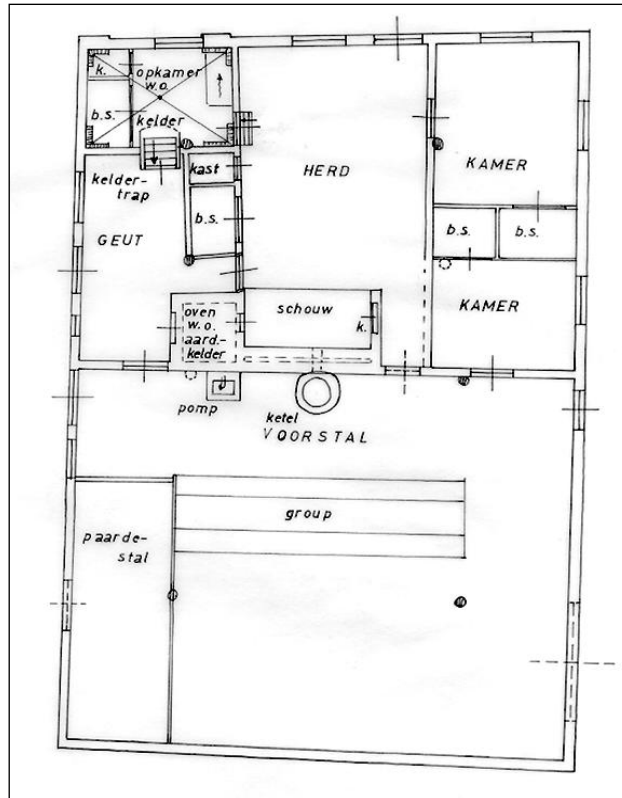 k.
opkamer
w.o.
b.s.
kelder
kelder-
trap
GEUT
kast
b.s.
HERD
KAMER
b.s.
b.s.
KAMER
oven
w.o.
aard.-
kelder
schouw
k.
pomp
ketel
VOORSTAL
group
paarde-
stal